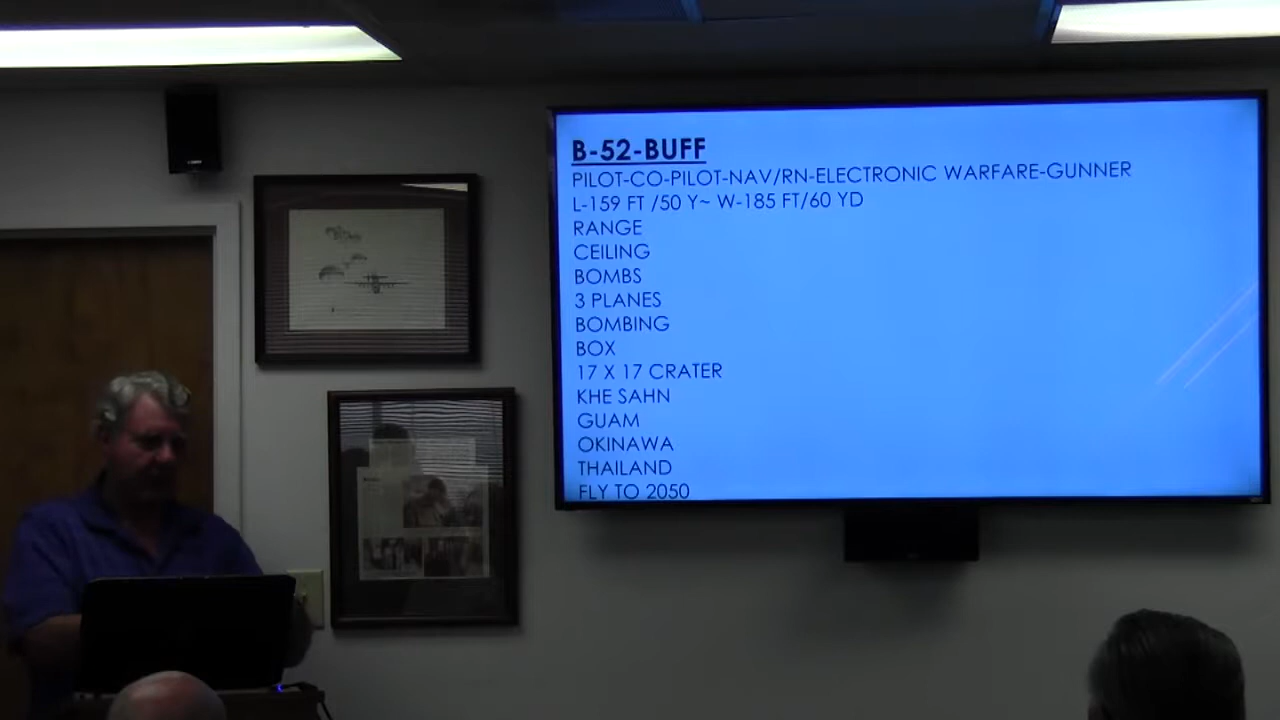 B-52-BUFF
PILOT-CO-PILOT-NAV/RN-ELECTRONIC WARFARE-GUNNER
L-159 FT /50 Y~ W-185 FT/60 YD
RANGE
CEILING
BOMBS
3 PLANES
BOMBING
BOX
17 X 17 CRATER
KHE SAHN
GUAM
OKINAWA
THAILAND
FLY TO 2050